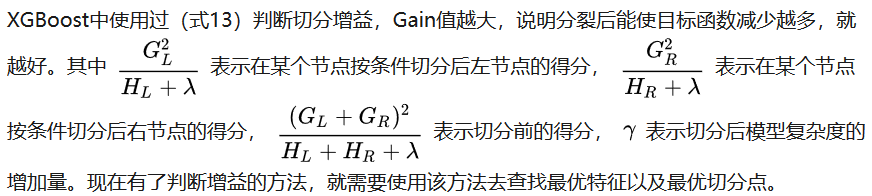 XGBoost中使用过（式13）判断切分增益，Gain值越大，说明分裂后能使目标函数减少越多，就
越好。其中 $\frac{G_L^2}{H_L+\lambda}$ 表示在某个节点按条件切分后左节点的得分， $\frac{G_R^2}{H_R+\lambda}$ 表示在某个节点
按条件切分后右节点的得分， $\frac{(G_L+G_R)^2}{H_L+H_R+\lambda}$ 表示切分前的得分， $\gamma$ 表示切分后模型复杂度的
增加量。现在有了判断增益的方法，就需要使用该方法去查找最优特征以及最优切分点。